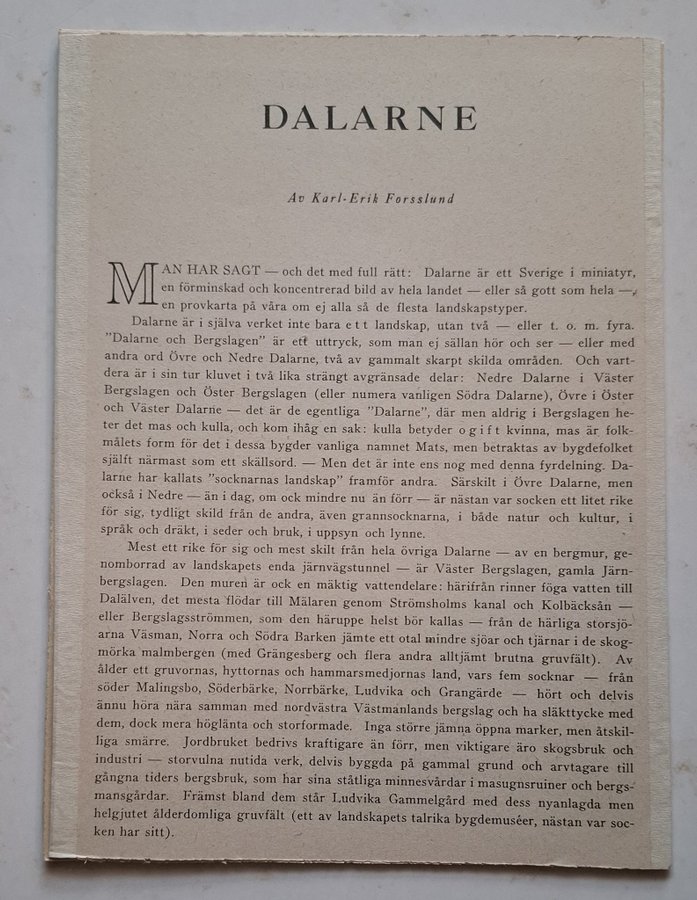 DALARNE
Av Karl-Erik Forsslund
MAN HAR SAGT — och det med full rätt: Dalarne är ett Sverige i miniatyr,
en förminskad och koncentrerad bild av hela landet — eller så gott som hela —,
en provkarta på våra om ej alla så de flesta landskapstyper.
Dalarne är i själva verket inte bara ett landskap, utan två — eller t. o. m. fyra.
"Dalarne och Bergslagen" är ett uttryck, som man ej sällan hör och ser — eller med
andra ord Övre och Nedre Dalarne, två av gammalt skarpt skilda områden. Och vart-
dera är i sin tur kluvet i två lika strängt avgränsade delar: Nedre Dalarne i Väster
Bergslagen och Öster Bergslagen (eller numera vanligen Södra Dalarne), Övre i Öster
och Väster Dalarne — det är de egentliga "Dalarne", där men aldrig i Bergslagen he-
ter det mas och kulla, och kom ihåg en sak: kulla betyder ogift kvinna, mas är folk-
målets form för det i dessa bygder vanliga namnet Mats, men betraktas av bygdefolket
självt närmast som ett skällsord. — Men det är inte ens nog med denna fyrdelning. Da-
larne har kallats "socknarnas landskap" framför andra. Särskilt i Övre Dalarne, men
också i Nedre — än i dag, om ock mindre nu än förr — är nästan var socken ett litet rike
för sig, tydligt skild från de andra, även grannsocknarna, i både natur och kultur, i
språk och dräkt, i seder och bruk, i uppsyn och lynne.
Mest ett rike för sig och mest skilt från hela övriga Dalarne — av en bergmur, ge-
nomborrad av landskapets enda järnvägstunnel — är Väster Bergslagen, gamla Järn-
bergslagen. Den muren är ock en mäktig vattendelare: härifrån rinner föga vatten till
Dalälven, det mesta flödar till Mälaren genom Strömsholms kanal och Kolbäcksån —
eller Bergslagsströmmen, som den häruppe helst bör kallas — från de härliga storsjö-
arna Väsman, Norra och Södra Barken jämte ett otal mindre sjöar och tjärnar i de skog-
mörka malmbergen (med Grängesberg och flera andra alltjämt brutna gruvfält). Av
ålder ett gruvornas, hyttornas och hammarsmedjornas land, vars fem socknar — från
söder Malingsbo, Söderbärke, Norrbärke, Ludvika och Grangärde — hört och delvis
ännu höra nära samman med nordvästra Västmanlands bergslag och ha släkttycke med
dem, dock mera höglänta och storformade. Inga större jämna öppna marker, men åtskil-
liga smärre. Jordbruket bedrivs kraftigare än förr, men viktigare äro skogsbruk och
industri — storvulna nutida verk, delvis byggda på gammal grund och arvtagare till
gångna tiders bergsbruk, som har sina ståtliga minnesvårdar i masugnsruiner och bergs-
mansgårdar. Främst bland dem står Ludvika Gammelgård med dess nyanlagda men
helgjutet ålderdomliga gruvfält (ett av landskapets talrika bygdemuséer, nästan var soc-
ken har sitt).